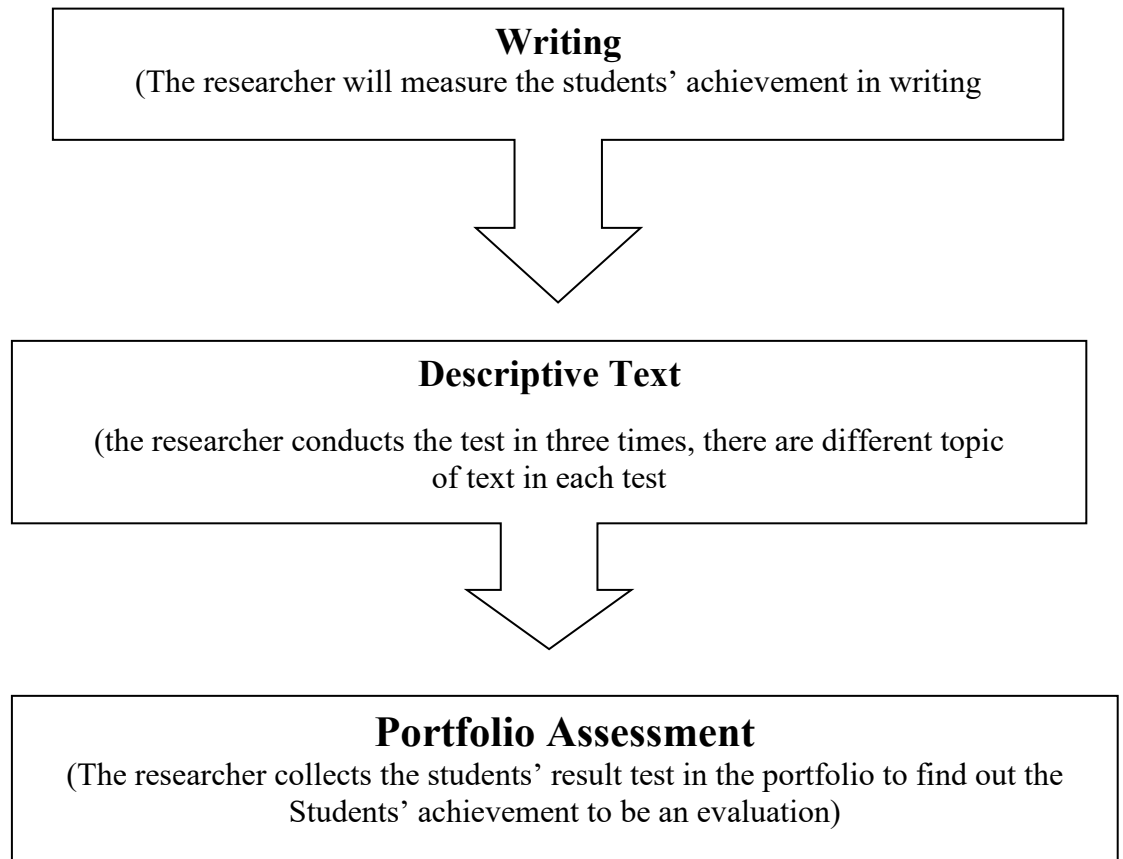 Writing
(The researcher will measure the students’ achievement in writing
Descriptive Text
(the researcher conducts the test in three times, there are different topic
of text in each test
Portfolio Assessment
(The researcher collects the students’ result test in the portfolio to find out the
Students’ achievement to be an evaluation)